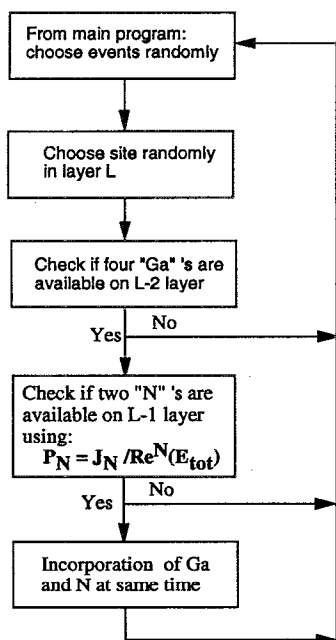 From main program:
choose events randomly
Choose site randomly
in layer L
Check if four "Ga" 's are
available on L-2 layer
No
Yes
Check if two "N" 's are
available on L-1 layer
using:
P_N = J_N /Re^N(E_tot)
No
Yes
Incorporation of Ga
and N at same time